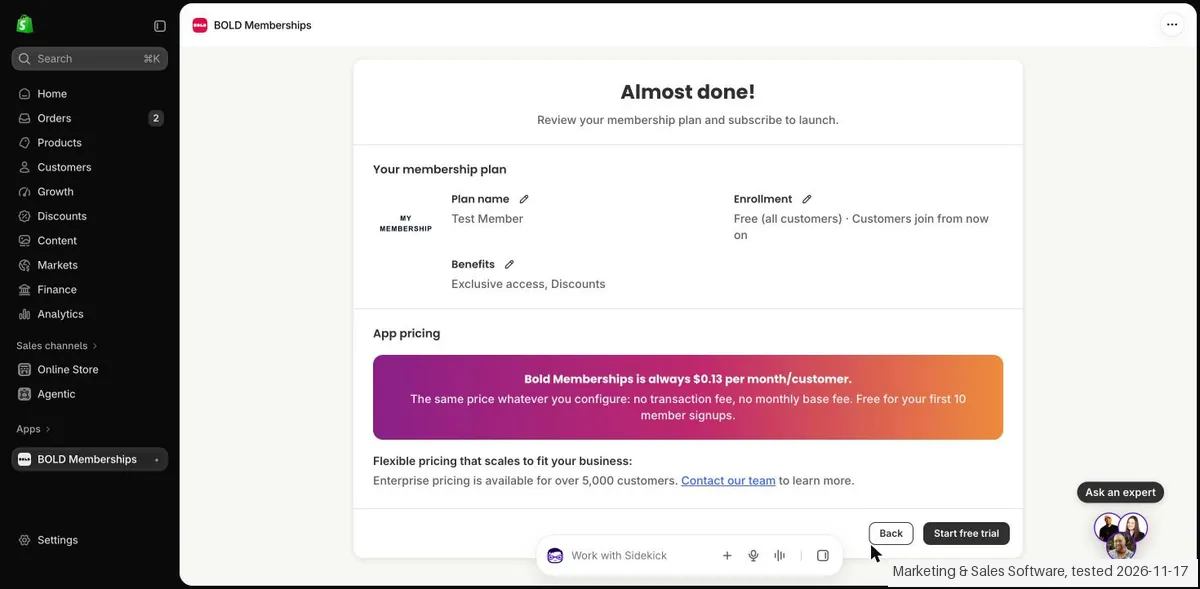 BOLD Memberships
Search ⌘K
Home
Orders 2
Products
Customers
Growth
Discounts
Content
Markets
Finance
Analytics
Sales channels
Online Store
Agentic
Apps
BOLD Memberships
Settings
Almost done!
Review your membership plan and subscribe to launch.
Your membership plan
MY
MEMBERSHIP
Plan name
Test Member
Enrollment
Free (all customers) · Customers join from now
on
Benefits
Exclusive access, Discounts
App pricing
Bold Memberships is always $0.13 per month/customer.
The same price whatever you configure: no transaction fee, no monthly base fee. Free for your first 10
member signups.
Flexible pricing that scales to fit your business:
Enterprise pricing is available for over 5,000 customers. Contact our team to learn more.
Back
Start free trial
Work with Sidekick
Ask an expert
Marketing & Sales Software, tested 2026-11-17